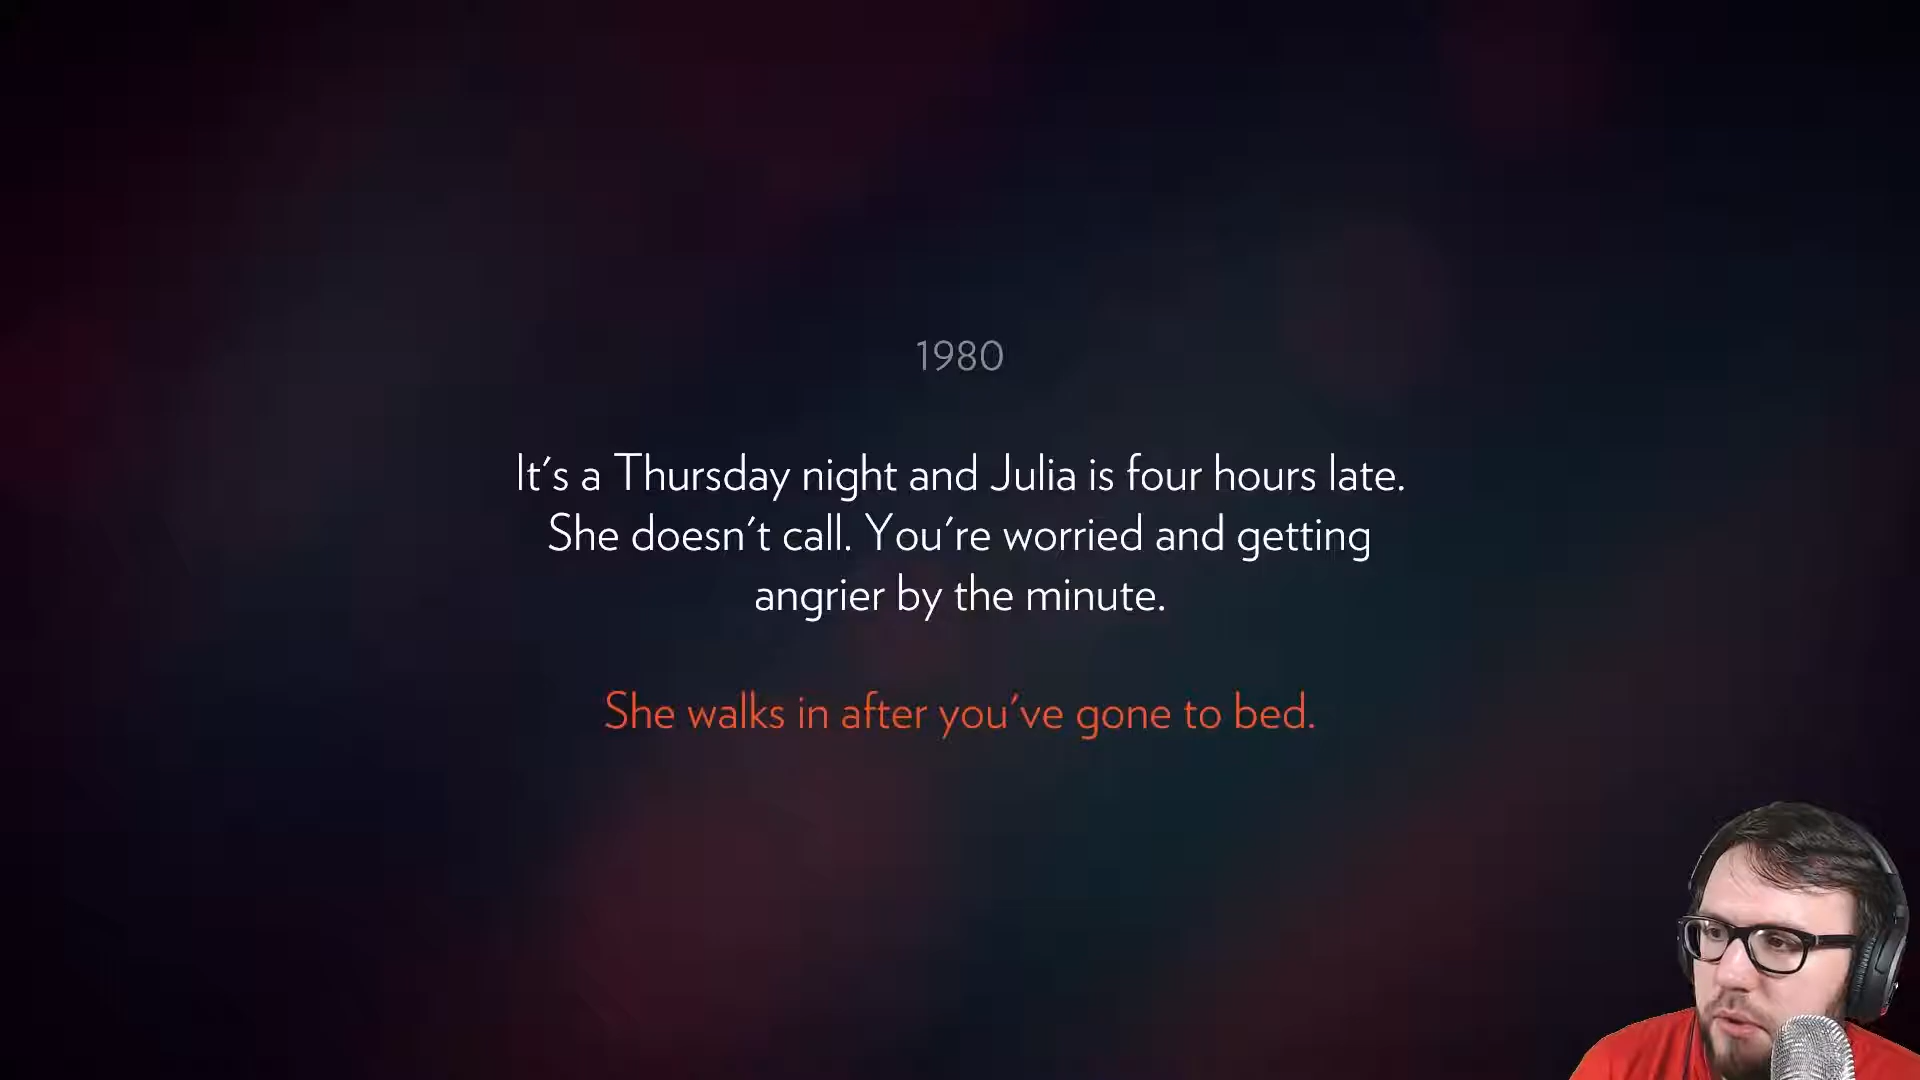 1980
It's a Thursday night and Julia is four hours late.
She doesn't call. You're worried and getting
angrier by the minute.
She walks in after you've gone to bed.